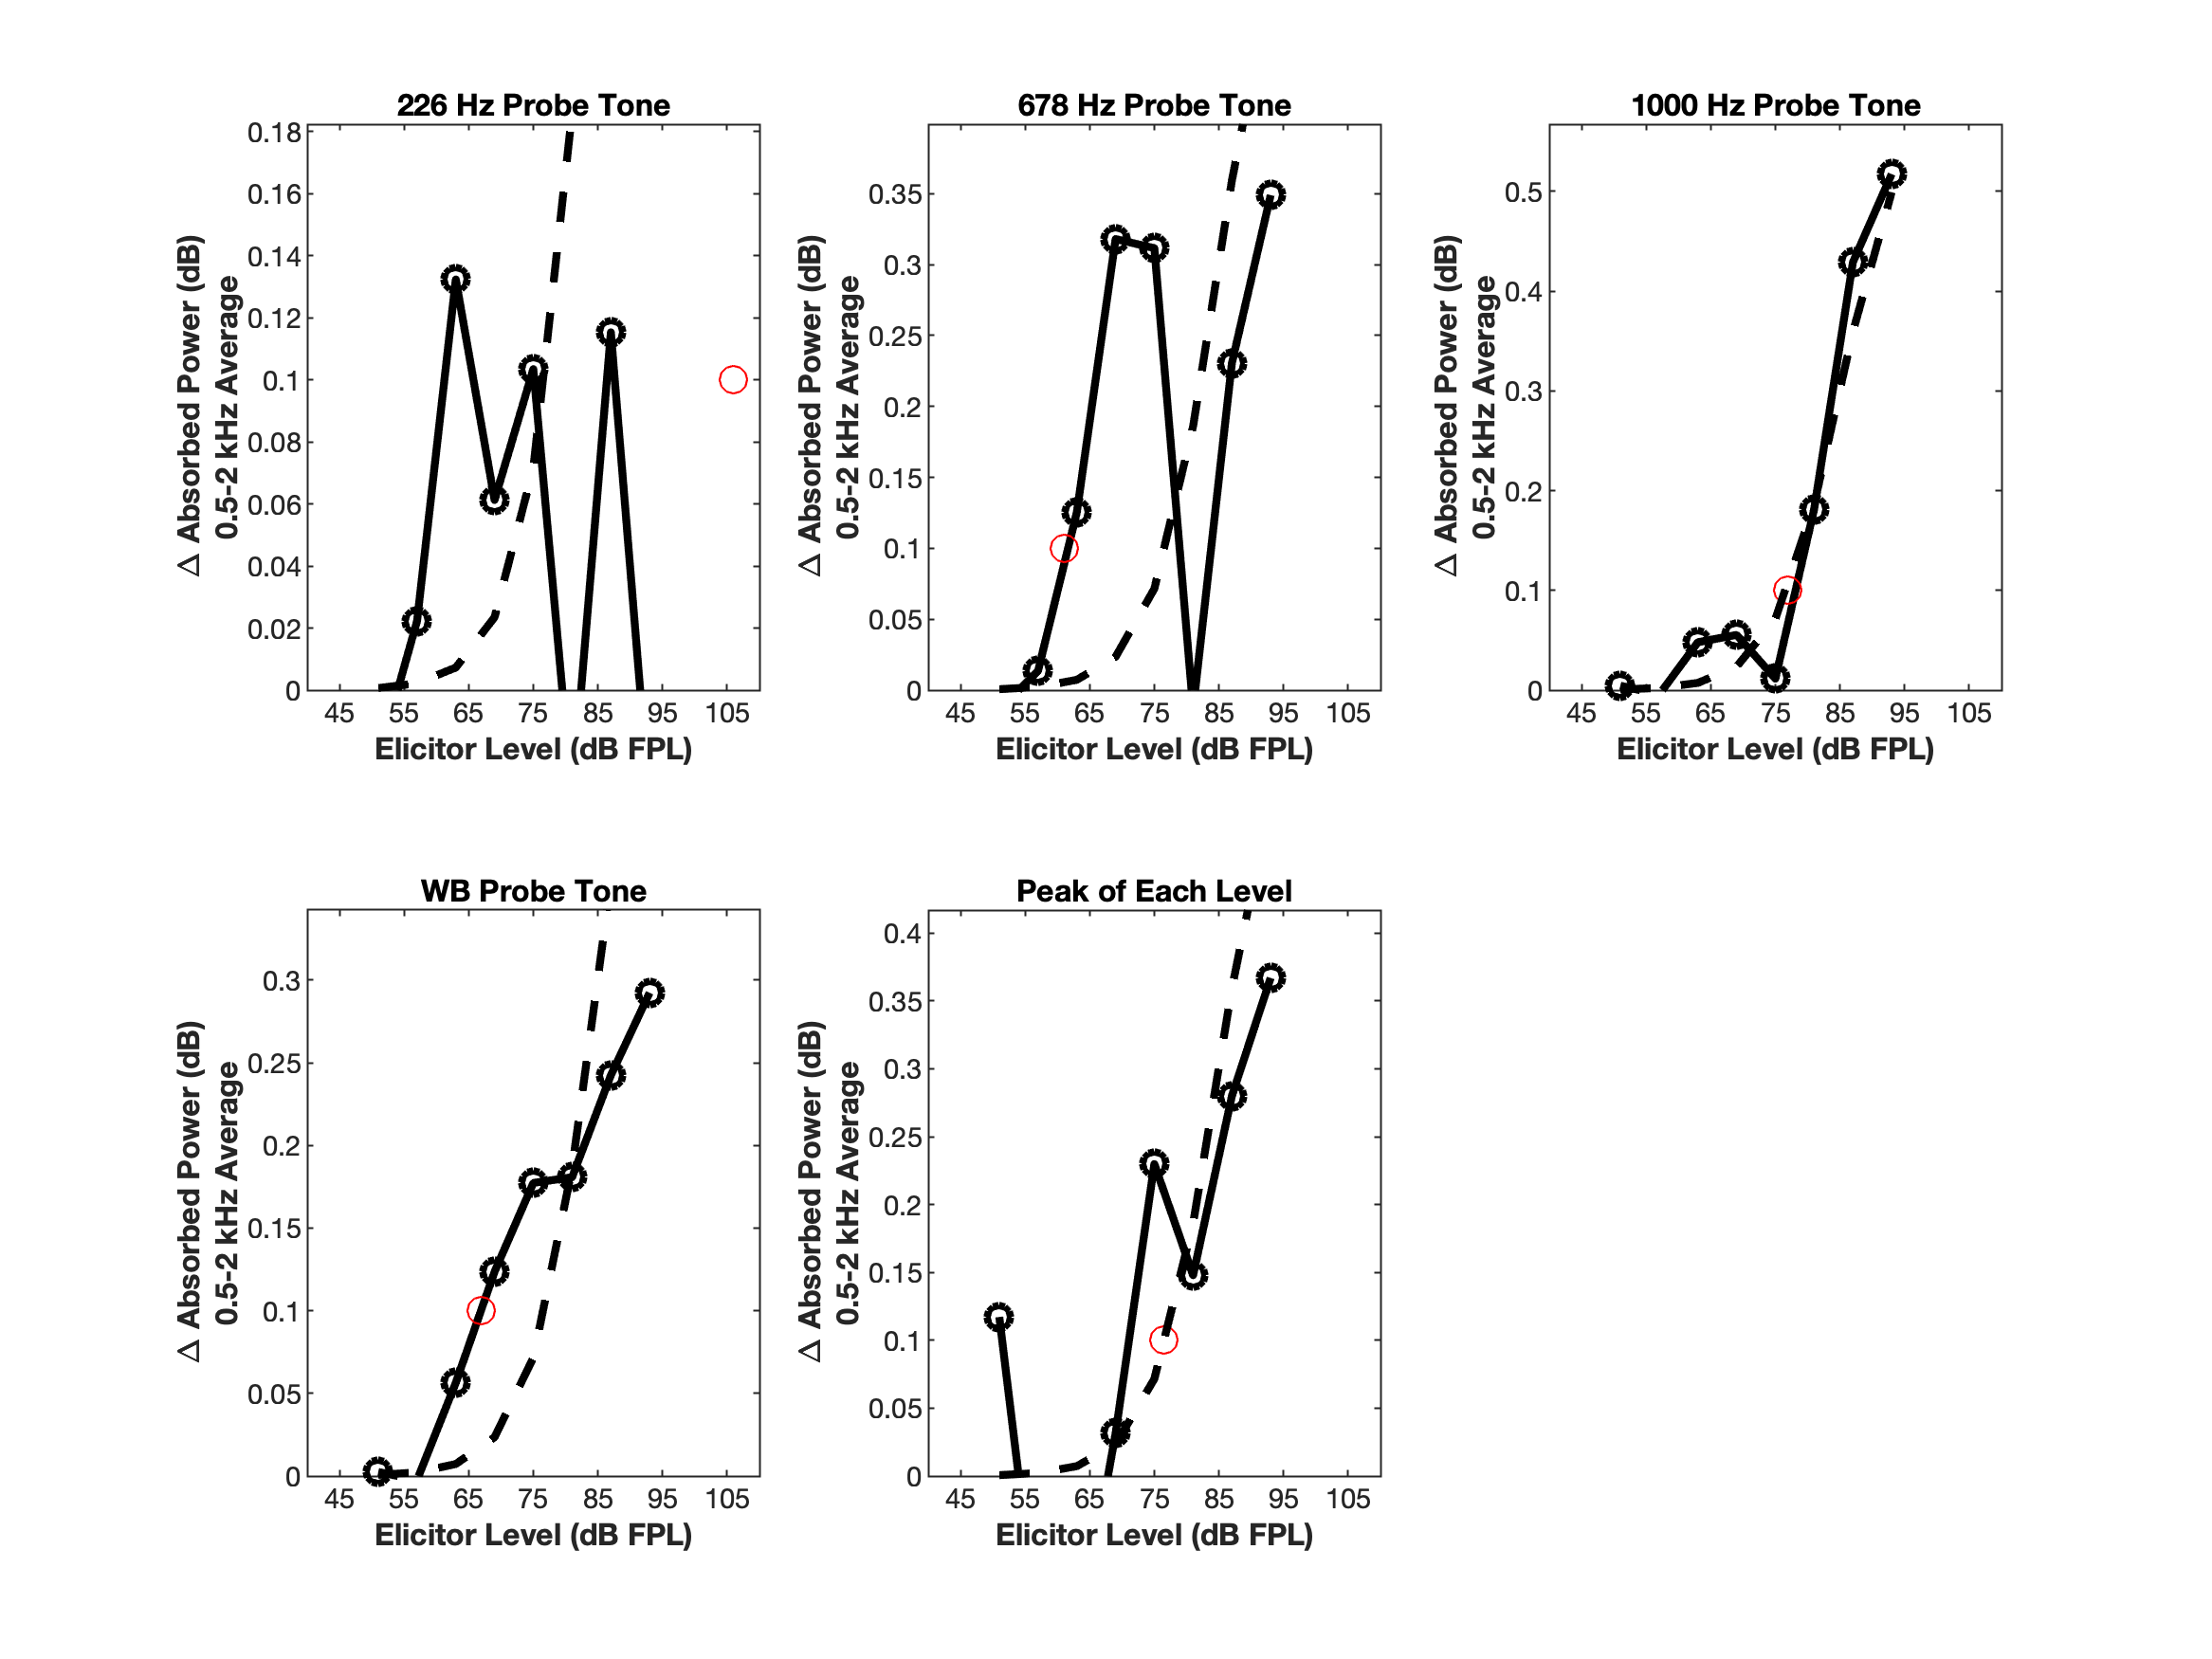 226 Hz Probe Tone
0.18
0.16
0.14
0.12
0.1
0.08
0.06
0.04
0.02
0
Δ Absorbed Power (dB)
0.5-2 kHz Average
45 55 65 75 85 95 105
Elicitor Level (dB FPL)
678 Hz Probe Tone
0.35
0.3
0.25
0.2
0.15
0.1
0.05
0
Δ Absorbed Power (dB)
0.5-2 kHz Average
45 55 65 75 85 95 105
Elicitor Level (dB FPL)
1000 Hz Probe Tone
0.5
0.4
0.3
0.2
0.1
0
Δ Absorbed Power (dB)
0.5-2 kHz Average
45 55 65 75 85 95 105
Elicitor Level (dB FPL)
WB Probe Tone
0.3
0.25
0.2
0.15
0.1
0.05
0
Δ Absorbed Power (dB)
0.5-2 kHz Average
45 55 65 75 85 95 105
Elicitor Level (dB FPL)
Peak of Each Level
0.4
0.35
0.3
0.25
0.2
0.15
0.1
0.05
0
Δ Absorbed Power (dB)
0.5-2 kHz Average
45 55 65 75 85 95 105
Elicitor Level (dB FPL)